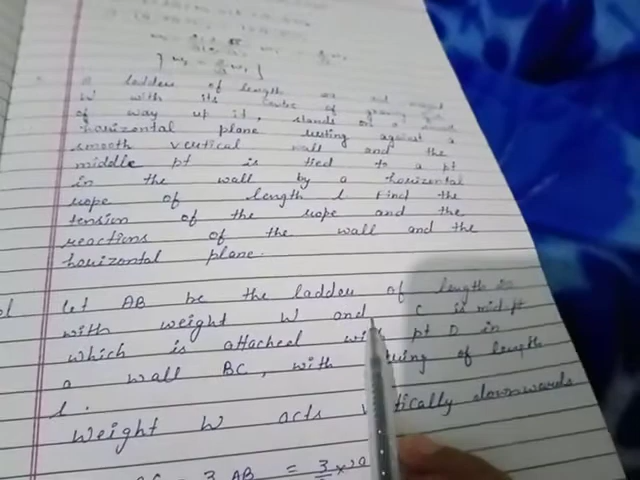 A ladder of length
W with its centre of
of way up it, stands on a
horizontal plane resting against a
smooth vertical wall and the
middle pt is tied to a pt
in the wall by a horizontal
rope of length l Find the
tension of the rope and the
reactions of the wall and the
horizontal plane.
Let AB be the ladder of length
with weight W and C is mid-pt
which is attached with pt D in
a wall BC, with string of length
l.
Weight W acts vertically downwards